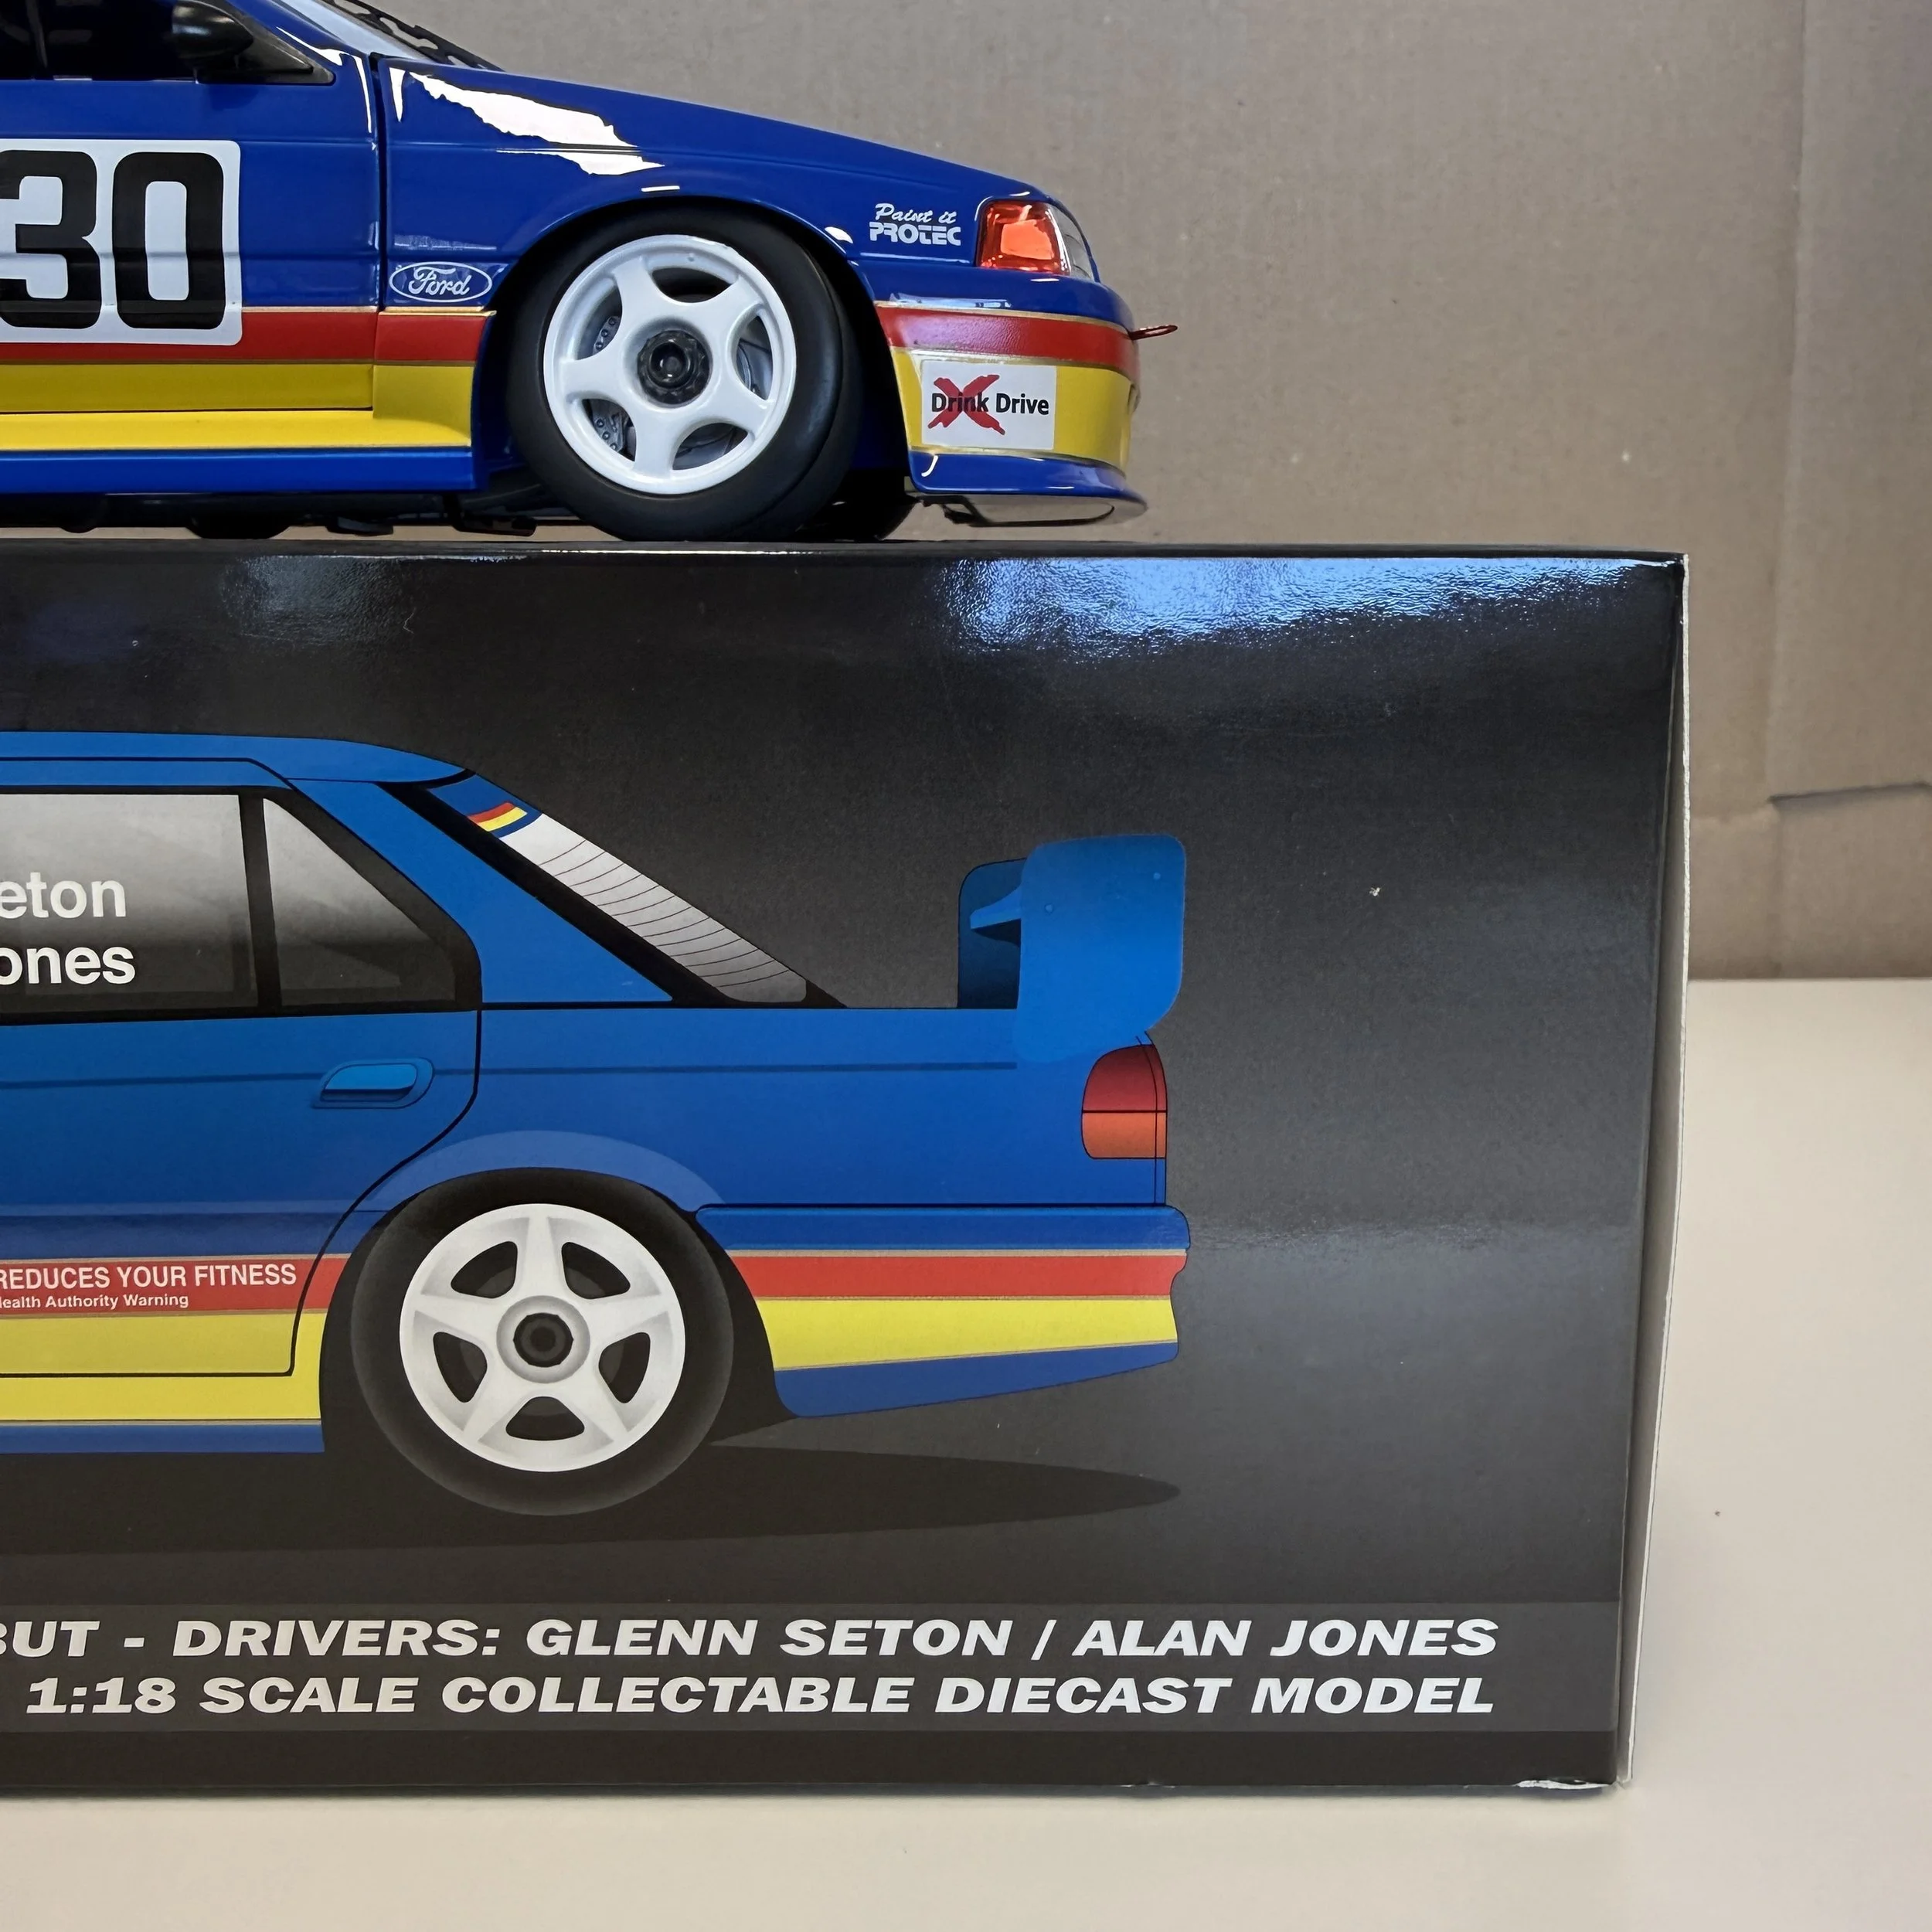 30
Paint it
PROTEC
Ford
Drink Drive
eton
ones
REDUCES YOUR FITNESS
ealth Authority Warning
BUT - DRIVERS: GLENN SETON / ALAN JONES
1:18 SCALE COLLECTABLE DIECAST MODEL